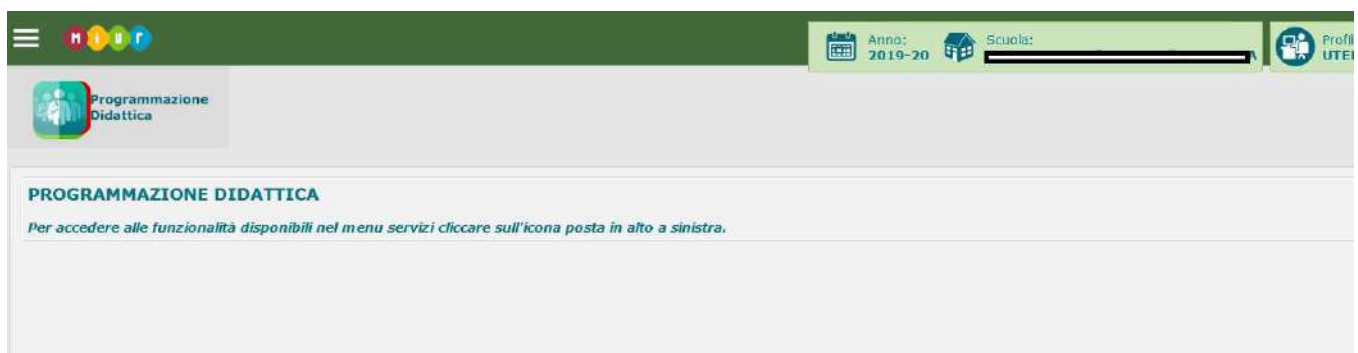 MIUr
Anno:
2019-20
Scuola:
Programmazione
Didattica
PROGRAMMAZIONE DIDATTICA
Per accedere alle funzionalità disponibili nel menu servizi cliccare sull'icona posta in alto a sinistra.